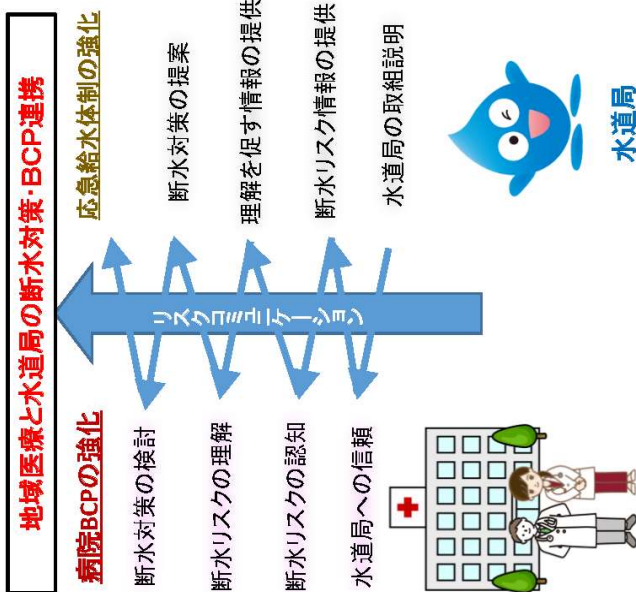 地域医療と水道局の断水対策・BCP連携
病院BCPの強化
応急給水体制の強化
断水対策の検討
断水対策の提案
断水リスクの理解
理解を促す情報の提供
断水リスクの認知
断水リスク情報の提供
水道局への信頼
水道局の取組説明
リスクコミュニケーション
水道局